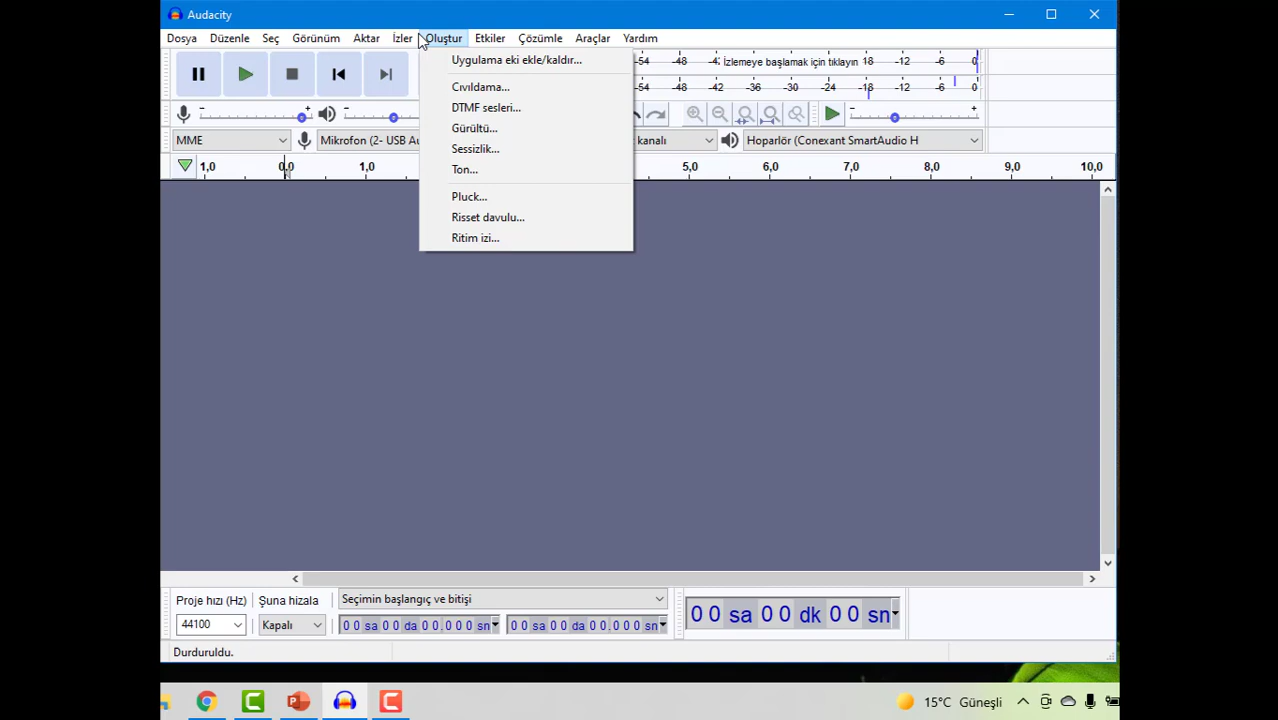 Audacity
Dosya Düzenle Seç Görünüm Aktar İzler Oluştur Etkiler Çözümle Araçlar Yardım
Uygulama eki ekle/kaldır...
Cıvıldama...
DTMF sesleri...
Gürültü...
Sessizlik...
Ton...
Pluck...
Risset davulu...
Ritim izi...
-54 -48 -4 İzlemeye başlamak için tıklayın 18 -12 -6 0
-54 -48 -42 -36 -30 -24 -18 -12 -6 0
MME Mikrofon (2- USB Au kanalı Hoparlör (Conexant SmartAudio H
1,0 0,0 1,0 5,0 6,0 7,0 8,0 9,0 10,0
Proje hızı (Hz) Şuna hizala Seçimin başlangıç ve bitişi
44100 Kapalı 0 0 sa 0 0 da 0 0 . 0 0 0 sn 0 0 sa 0 0 da 0 0 . 0 0 0 sn
0 0 sa 0 0 dk 0 0 sn
Durduruldu.
15°C Güneşli